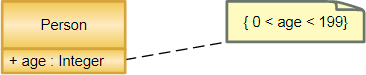 Person
+ age : Integer
{ 0 < age < 199}